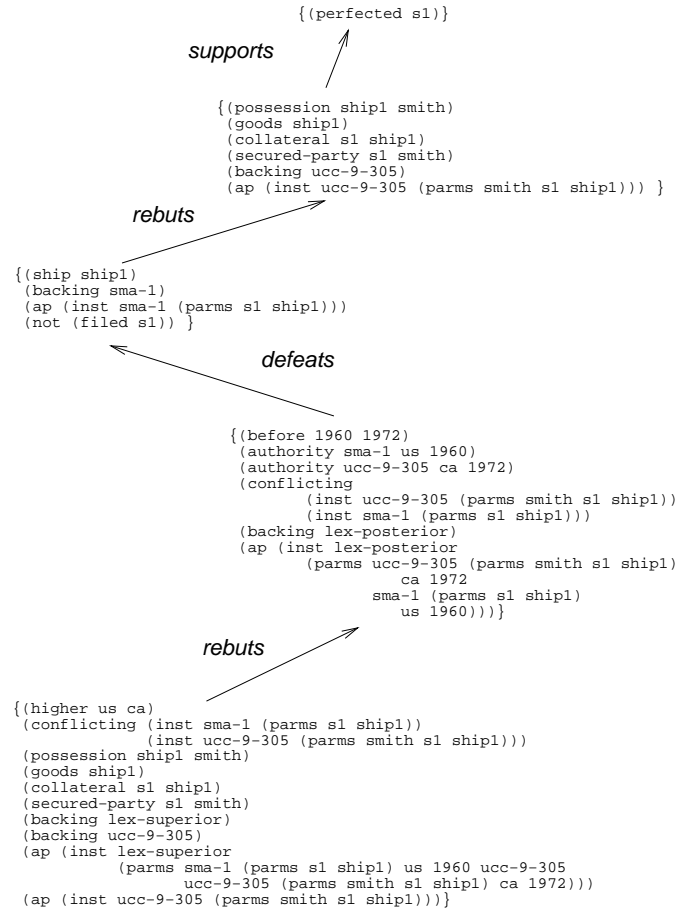 {(perfected s1)}
supports
{(possession ship1 smith)
(goods ship1)
(collateral s1 ship1)
(secured-party s1 smith)
(backing ucc-9-305)
(ap (inst ucc-9-305 (parms smith s1 ship1))) }
rebuts
{(ship ship1)
(backing sma-1)
(ap (inst sma-1 (parms s1 ship1)))
(not (filed s1)) }
defeats
{(before 1960 1972)
(authority sma-1 us 1960)
(authority ucc-9-305 ca 1972)
(conflicting
(inst ucc-9-305 (parms smith s1 ship1))
(inst sma-1 (parms s1 ship1)))
(backing lex-posterior)
(ap (inst lex-posterior
(parms ucc-9-305 (parms smith s1 ship1)
ca 1972
sma-1 (parms s1 ship1)
us 1960)))}
rebuts
{(higher us ca)
(conflicting (inst sma-1 (parms s1 ship1))
(inst ucc-9-305 (parms smith s1 ship1)))
(possession ship1 smith)
(goods ship1)
(collateral s1 ship1)
(secured-party s1 smith)
(backing lex-superior)
(backing ucc-9-305)
(ap (inst lex-superior
(parms sma-1 (parms s1 ship1) us 1960 ucc-9-305
ucc-9-305 (parms smith s1 ship1) ca 1972)))
(ap (inst ucc-9-305 (parms smith s1 ship1)))}